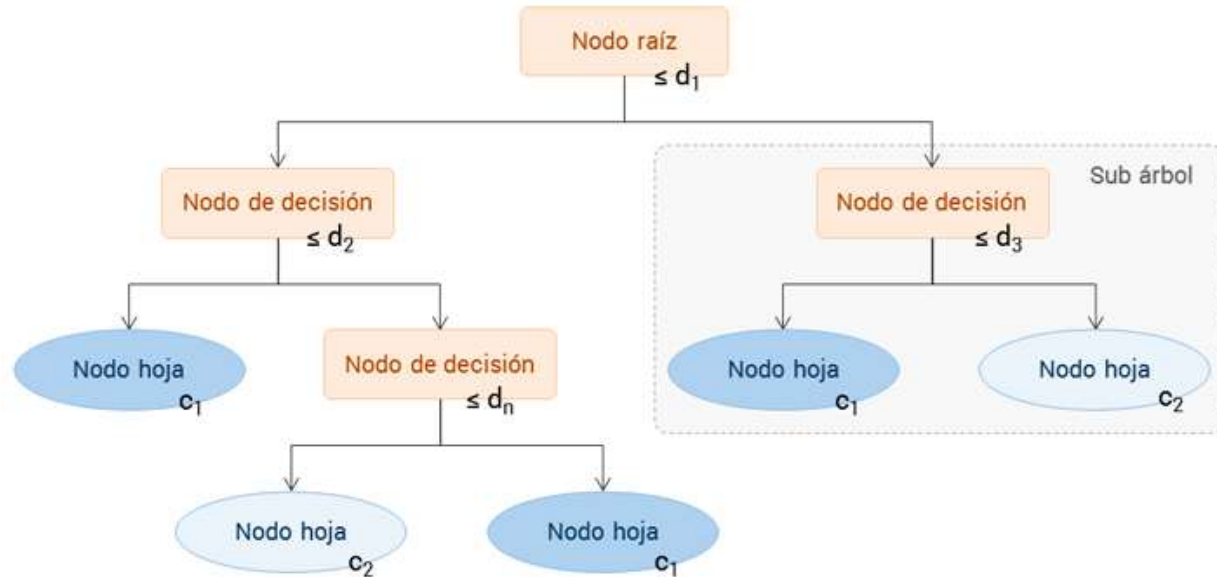 Nodo raíz
≤ d₁
Sub árbol
Nodo de decisión
≤ d₂
Nodo de decisión
≤ d₃
Nodo hoja
c₁
Nodo de decisión
≤ dₙ
Nodo hoja
c₁
Nodo hoja
c₂
Nodo hoja
c₂
Nodo hoja
c₁